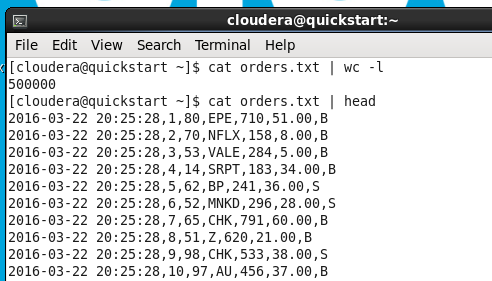 cloudera@quickstart:~
File Edit View Search Terminal Help
[cloudera@quickstart ~]$ cat orders.txt | wc -l
500000
[cloudera@quickstart ~]$ cat orders.txt | head
2016-03-22 20:25:28,1,80,EPE,710,51.00,B
2016-03-22 20:25:28,2,70,NFLX,158,8.00,B
2016-03-22 20:25:28,3,53,VALE,284,5.00,B
2016-03-22 20:25:28,4,14,SRPT,183,34.00,B
2016-03-22 20:25:28,5,62,BP,241,36.00,S
2016-03-22 20:25:28,6,52,MNKD,296,28.00,S
2016-03-22 20:25:28,7,65,CHK,791,60.00,B
2016-03-22 20:25:28,8,51,Z,620,21.00,B
2016-03-22 20:25:28,9,98,CHK,533,38.00,S
2016-03-22 20:25:28,10,97,AU,456,37.00,B